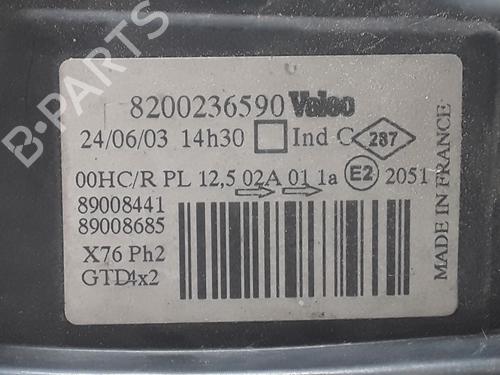 8200236590 Valeo
24/06/03 14h30 Ind C 287
00HC/R PL 12,5 02A 01 1a E2 2051
89008441
89008685
X76 Ph2
GTD4x2
MADE IN FRANCE
B-PARTS